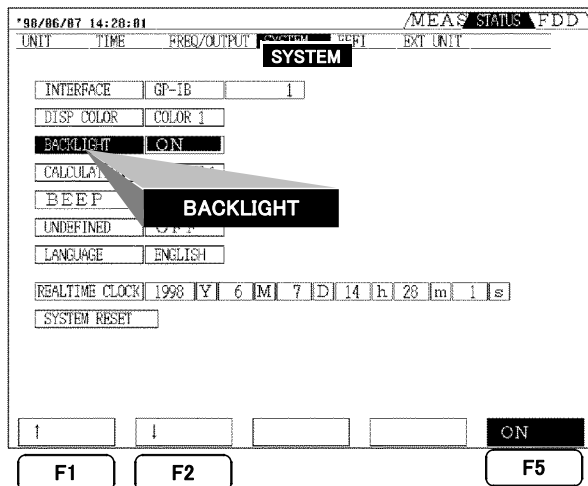 '98/06/07 14:28:01 /MEAS STATUS FDD
UNIT TIME FREQ/OUTPUT SYSTEM EXT UNIT
SYSTEM
INTERFACE GP-IB 1
DISP COLOR COLOR 1
BACKLIGHT ON
BEEP
BACKLIGHT
UNDEFINED OFF
LANGUAGE ENGLISH
REALTIME CLOCK 1998 Y 6 M 7 D 14 h 28 m 1 s
SYSTEM RESET
↑ ↓ ON
F1 F2 F5